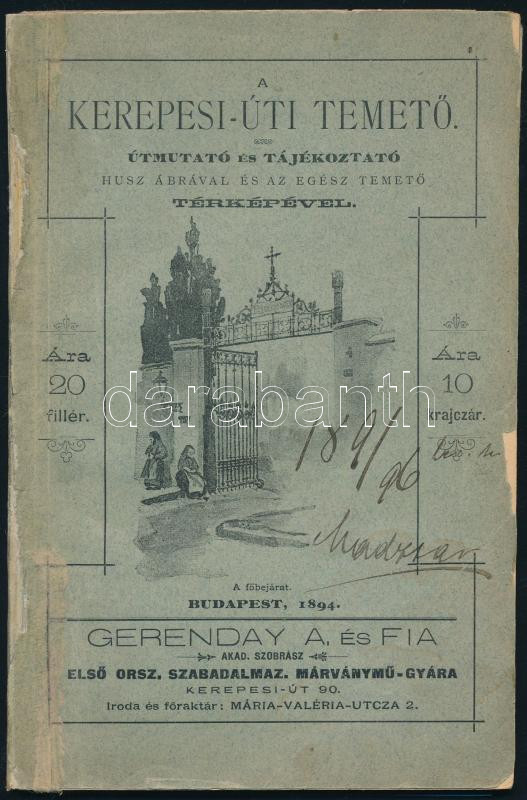 A
KEREPESI-ÚTI TEMETŐ.
ÚTMUTATÓ ÉS TÁJÉKOZTATÓ
HUSZ ÁBRÁVAL ÉS AZ EGÉSZ TEMETŐ
TÉRKÉPÉVEL.
Ára
20
fillér.
Ára
10
krajczár.
darabanth
.com
A főbejárat.
BUDAPEST, 1894.
GERENDAY A. ÉS FIA
AKAD. SZOBRÁSZ
ELSŐ ORSZ. SZABADALMAZ. MÁRVÁNYMŰ-GYÁRA
KEREPESI-ÚT 90.
Iroda és főraktár: MÁRIA-VALÉRIA-UTCZA 2.